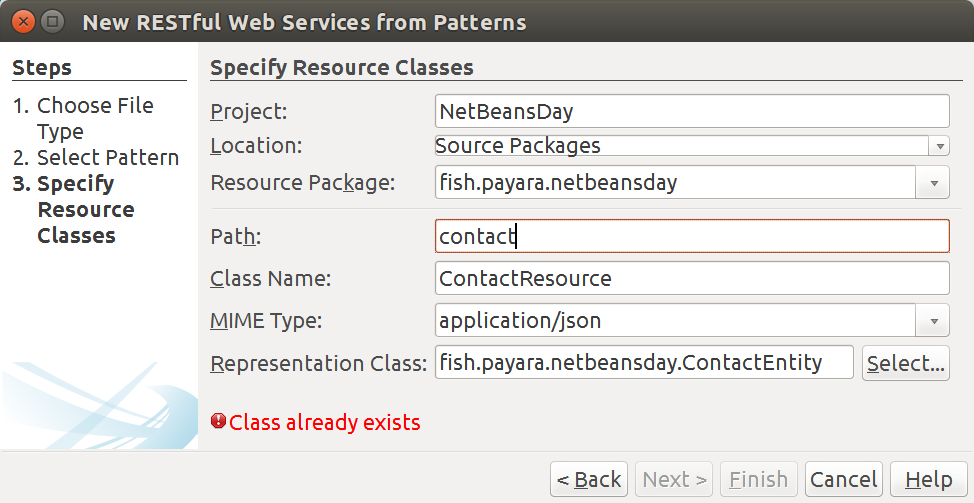 New RESTful Web Services from Patterns
Steps
1. Choose File
Type
2. Select Pattern
3. Specify
Resource
Classes
Specify Resource Classes
Project: NetBeansDay
Location: Source Packages
Resource Package: fish.payara.netbeansday
Path: contact
Class Name: ContactResource
MIME Type: application/json
Representation Class: fish.payara.netbeansday.ContactEntity Select...
Class already exists
< Back Next > Finish Cancel Help